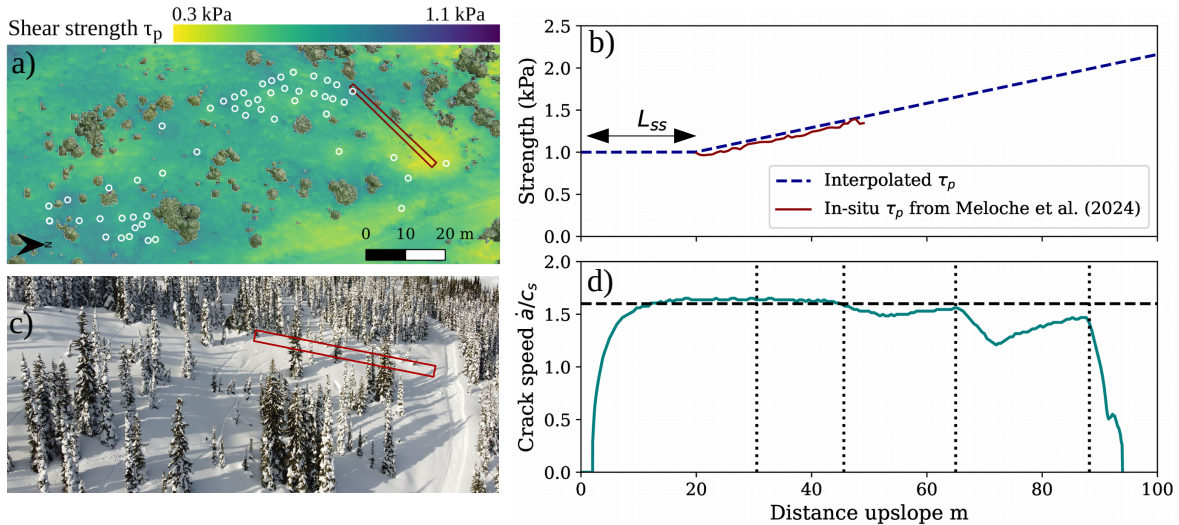 0.3 kPa 1.1 kPa
Shear strength τp
a)
N
0 10 20 m
c)
b)
2.5
2.0
1.5
1.0
0.5
0.0
Strength (kPa)
Lss
Interpolated τp
In-situ τp from Meloche et al. (2024)
d)
2.0
1.5
1.0
0.5
0.0
Crack speed ȧ/cs
0 20 40 60 80 100
Distance upslope m